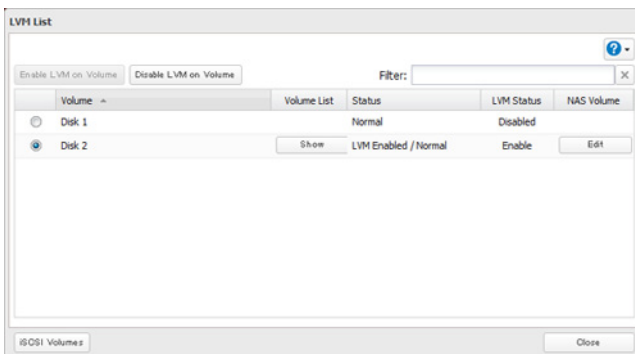 LVM List
?
Enable LVM on Volume Disable LVM on Volume Filter:
Volume Volume List Status LVM Status NAS Volume
Disk 1 Normal Disabled
Disk 2 Show LVM Enabled / Normal Enable Edit
iSCSI Volumes Close